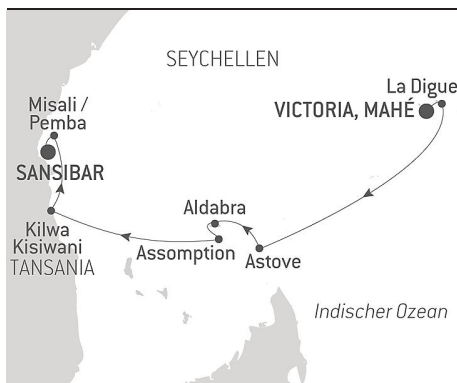 SEYCHELLEN
La Digue
VICTORIA, MAHÉ
Misali /
Pemba
SANSIBAR
Aldabra
Kilwa
Kisiwani
TANSANIA
Assomption
Astove
Indischer Ozean